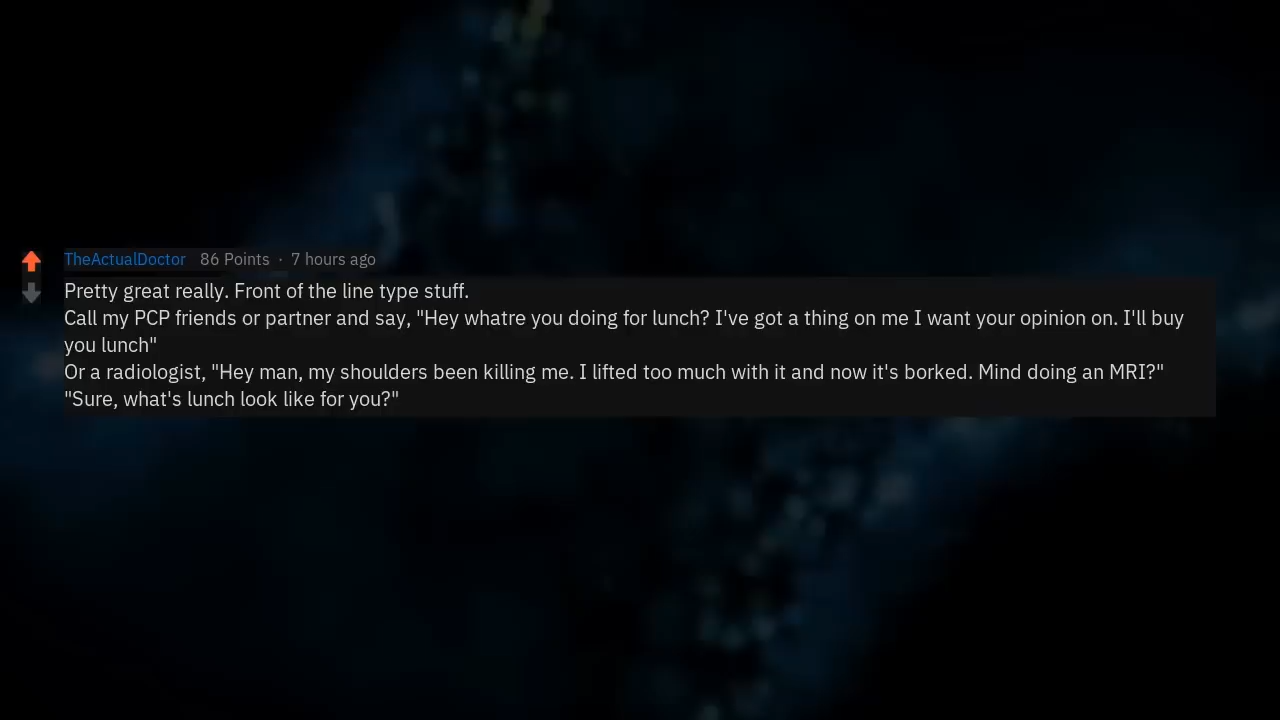 TheActualDoctor 86 Points · 7 hours ago
Pretty great really. Front of the line type stuff.
Call my PCP friends or partner and say, "Hey whatre you doing for lunch? I've got a thing on me I want your opinion on. I'll buy
you lunch"
Or a radiologist, "Hey man, my shoulders been killing me. I lifted too much with it and now it's borked. Mind doing an MRI?"
"Sure, what's lunch look like for you?"